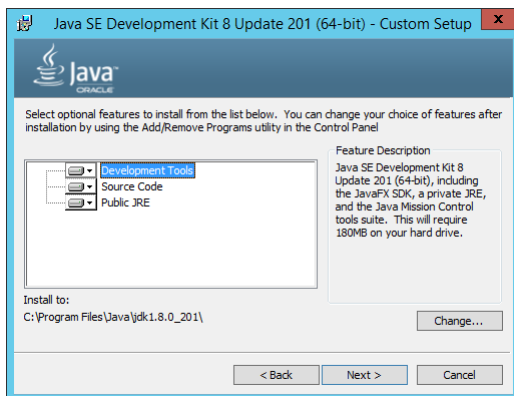 Java SE Development Kit 8 Update 201 (64-bit) - Custom Setup
X
Java
ORACLE
Select optional features to install from the list below. You can change your choice of features after
installation by using the Add/Remove Programs utility in the Control Panel
Development Tools
Source Code
Public JRE
Feature Description
Java SE Development Kit 8
Update 201 (64-bit), including
the JavaFX SDK, a private JRE,
and the Java Mission Control
tools suite. This will require
180MB on your hard drive.
Install to:
C:\Program Files\Java\jdk1.8.0_201\
Change...
< Back
Next >
Cancel